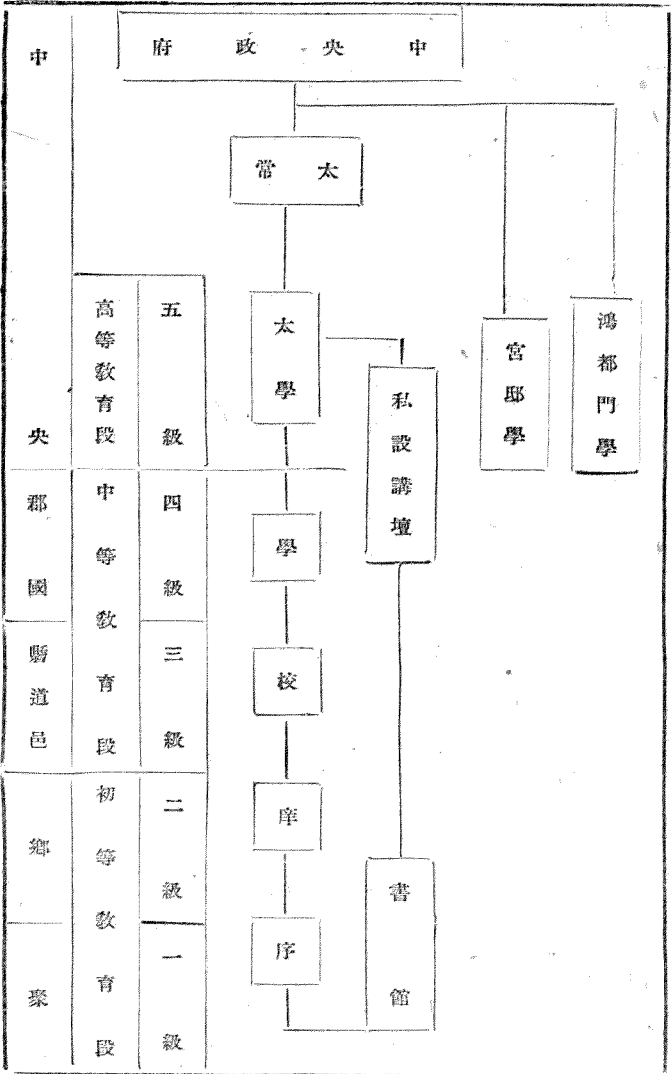 中央政府
太常
鴻都門學
宮邸學
私設講壇
太學
學
校
庠
序
書館
五級
四級
三級
二級
一級
高等教育段
中等教育段
初等教育段
中央
郡國
縣道邑
鄉
聚